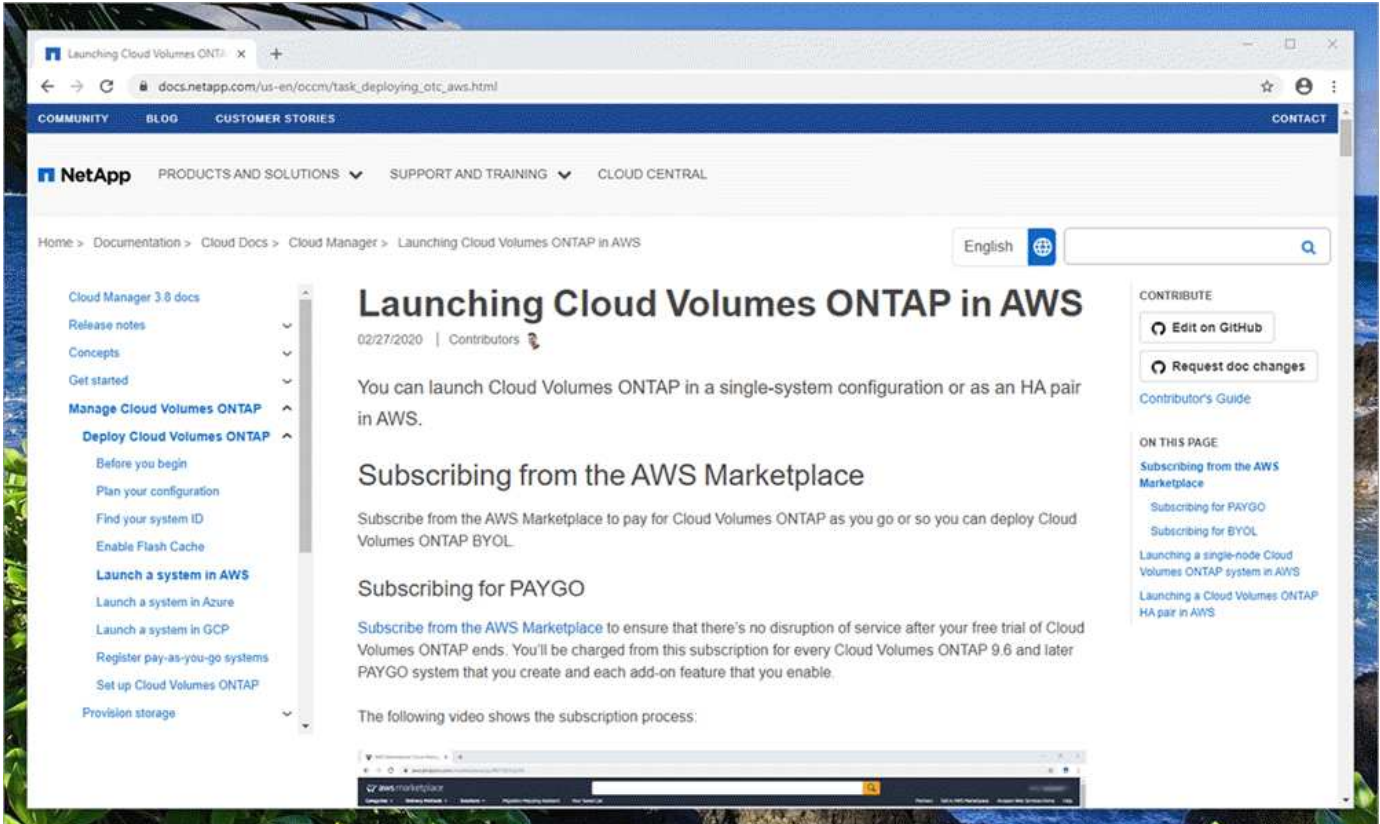 Launching Cloud Volumes ONTA
docs.netapp.com/us-en/occm/task_deploying_otc_aws.html
COMMUNITY BLOG CUSTOMER STORIES CONTACT
NetApp PRODUCTS AND SOLUTIONS SUPPORT AND TRAINING CLOUD CENTRAL
Home > Documentation > Cloud Docs > Cloud Manager > Launching Cloud Volumes ONTAP in AWS
English
Cloud Manager 3.8 docs
Release notes
Concepts
Get started
Manage Cloud Volumes ONTAP
Deploy Cloud Volumes ONTAP
Before you begin
Plan your configuration
Find your system ID
Enable Flash Cache
Launch a system in AWS
Launch a system in Azure
Launch a system in GCP
Register pay-as-you-go systems
Set up Cloud Volumes ONTAP
Provision storage
Launching Cloud Volumes ONTAP in AWS
02/27/2020 | Contributors
You can launch Cloud Volumes ONTAP in a single-system configuration or as an HA pair
in AWS.
Subscribing from the AWS Marketplace
Subscribe from the AWS Marketplace to pay for Cloud Volumes ONTAP as you go or so you can deploy Cloud
Volumes ONTAP BYOL.
Subscribing for PAYGO
Subscribe from the AWS Marketplace to ensure that there's no disruption of service after your free trial of Cloud
Volumes ONTAP ends. You'll be charged from this subscription for every Cloud Volumes ONTAP 9.6 and later
PAYGO system that you create and each add-on feature that you enable.
The following video shows the subscription process:
aws marketplace
CONTRIBUTE
Edit on GitHub
Request doc changes
Contributor's Guide
ON THIS PAGE
Subscribing from the AWS
Marketplace
Subscribing for PAYGO
Subscribing for BYOL
Launching a single-node Cloud
Volumes ONTAP system in AWS
Launching a Cloud Volumes ONTAP
HA pair in AWS